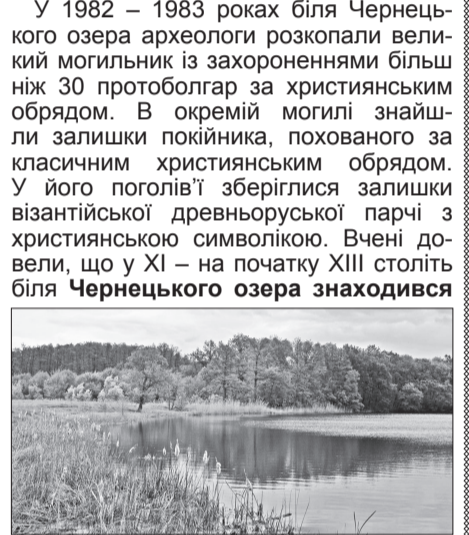 У 1982 – 1983 роках біля Чернець-
кого озера археологи розкопали вели-
кий могильник із захороненнями більш
ніж 30 протоболгар за християнським
обрядом. В окремій могилі знайш-
ли залишки покійника, похованого за
класичним християнським обрядом.
У його поголів’ї збереглися залишки
візантійської древньоруської парчі з
християнською символікою. Вчені до-
вели, що у XI – на початку XIII століть
біля Чернецького озера знаходився